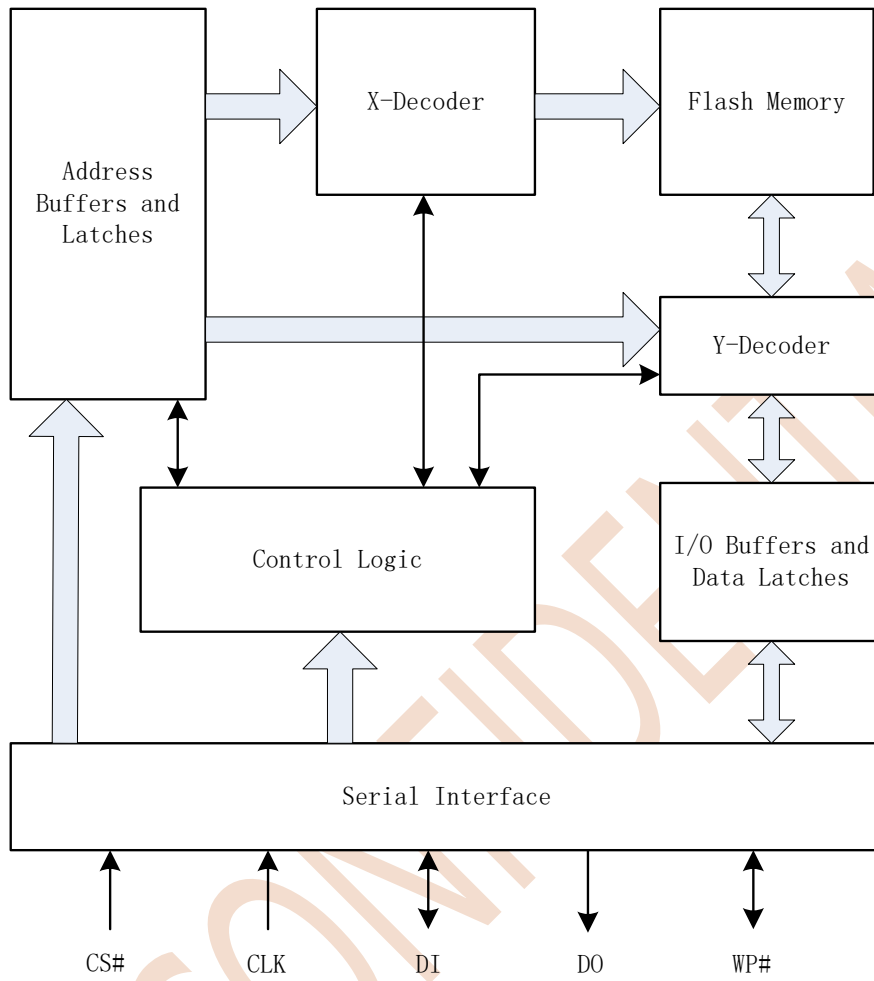 X-Decoder
Flash Memory
Address
Buffers and
Latches
Y-Decoder
Control Logic
I/O Buffers and
Data Latches
Serial Interface
CS#
CLK
DI
DO
WP#
CONFIDENTIA